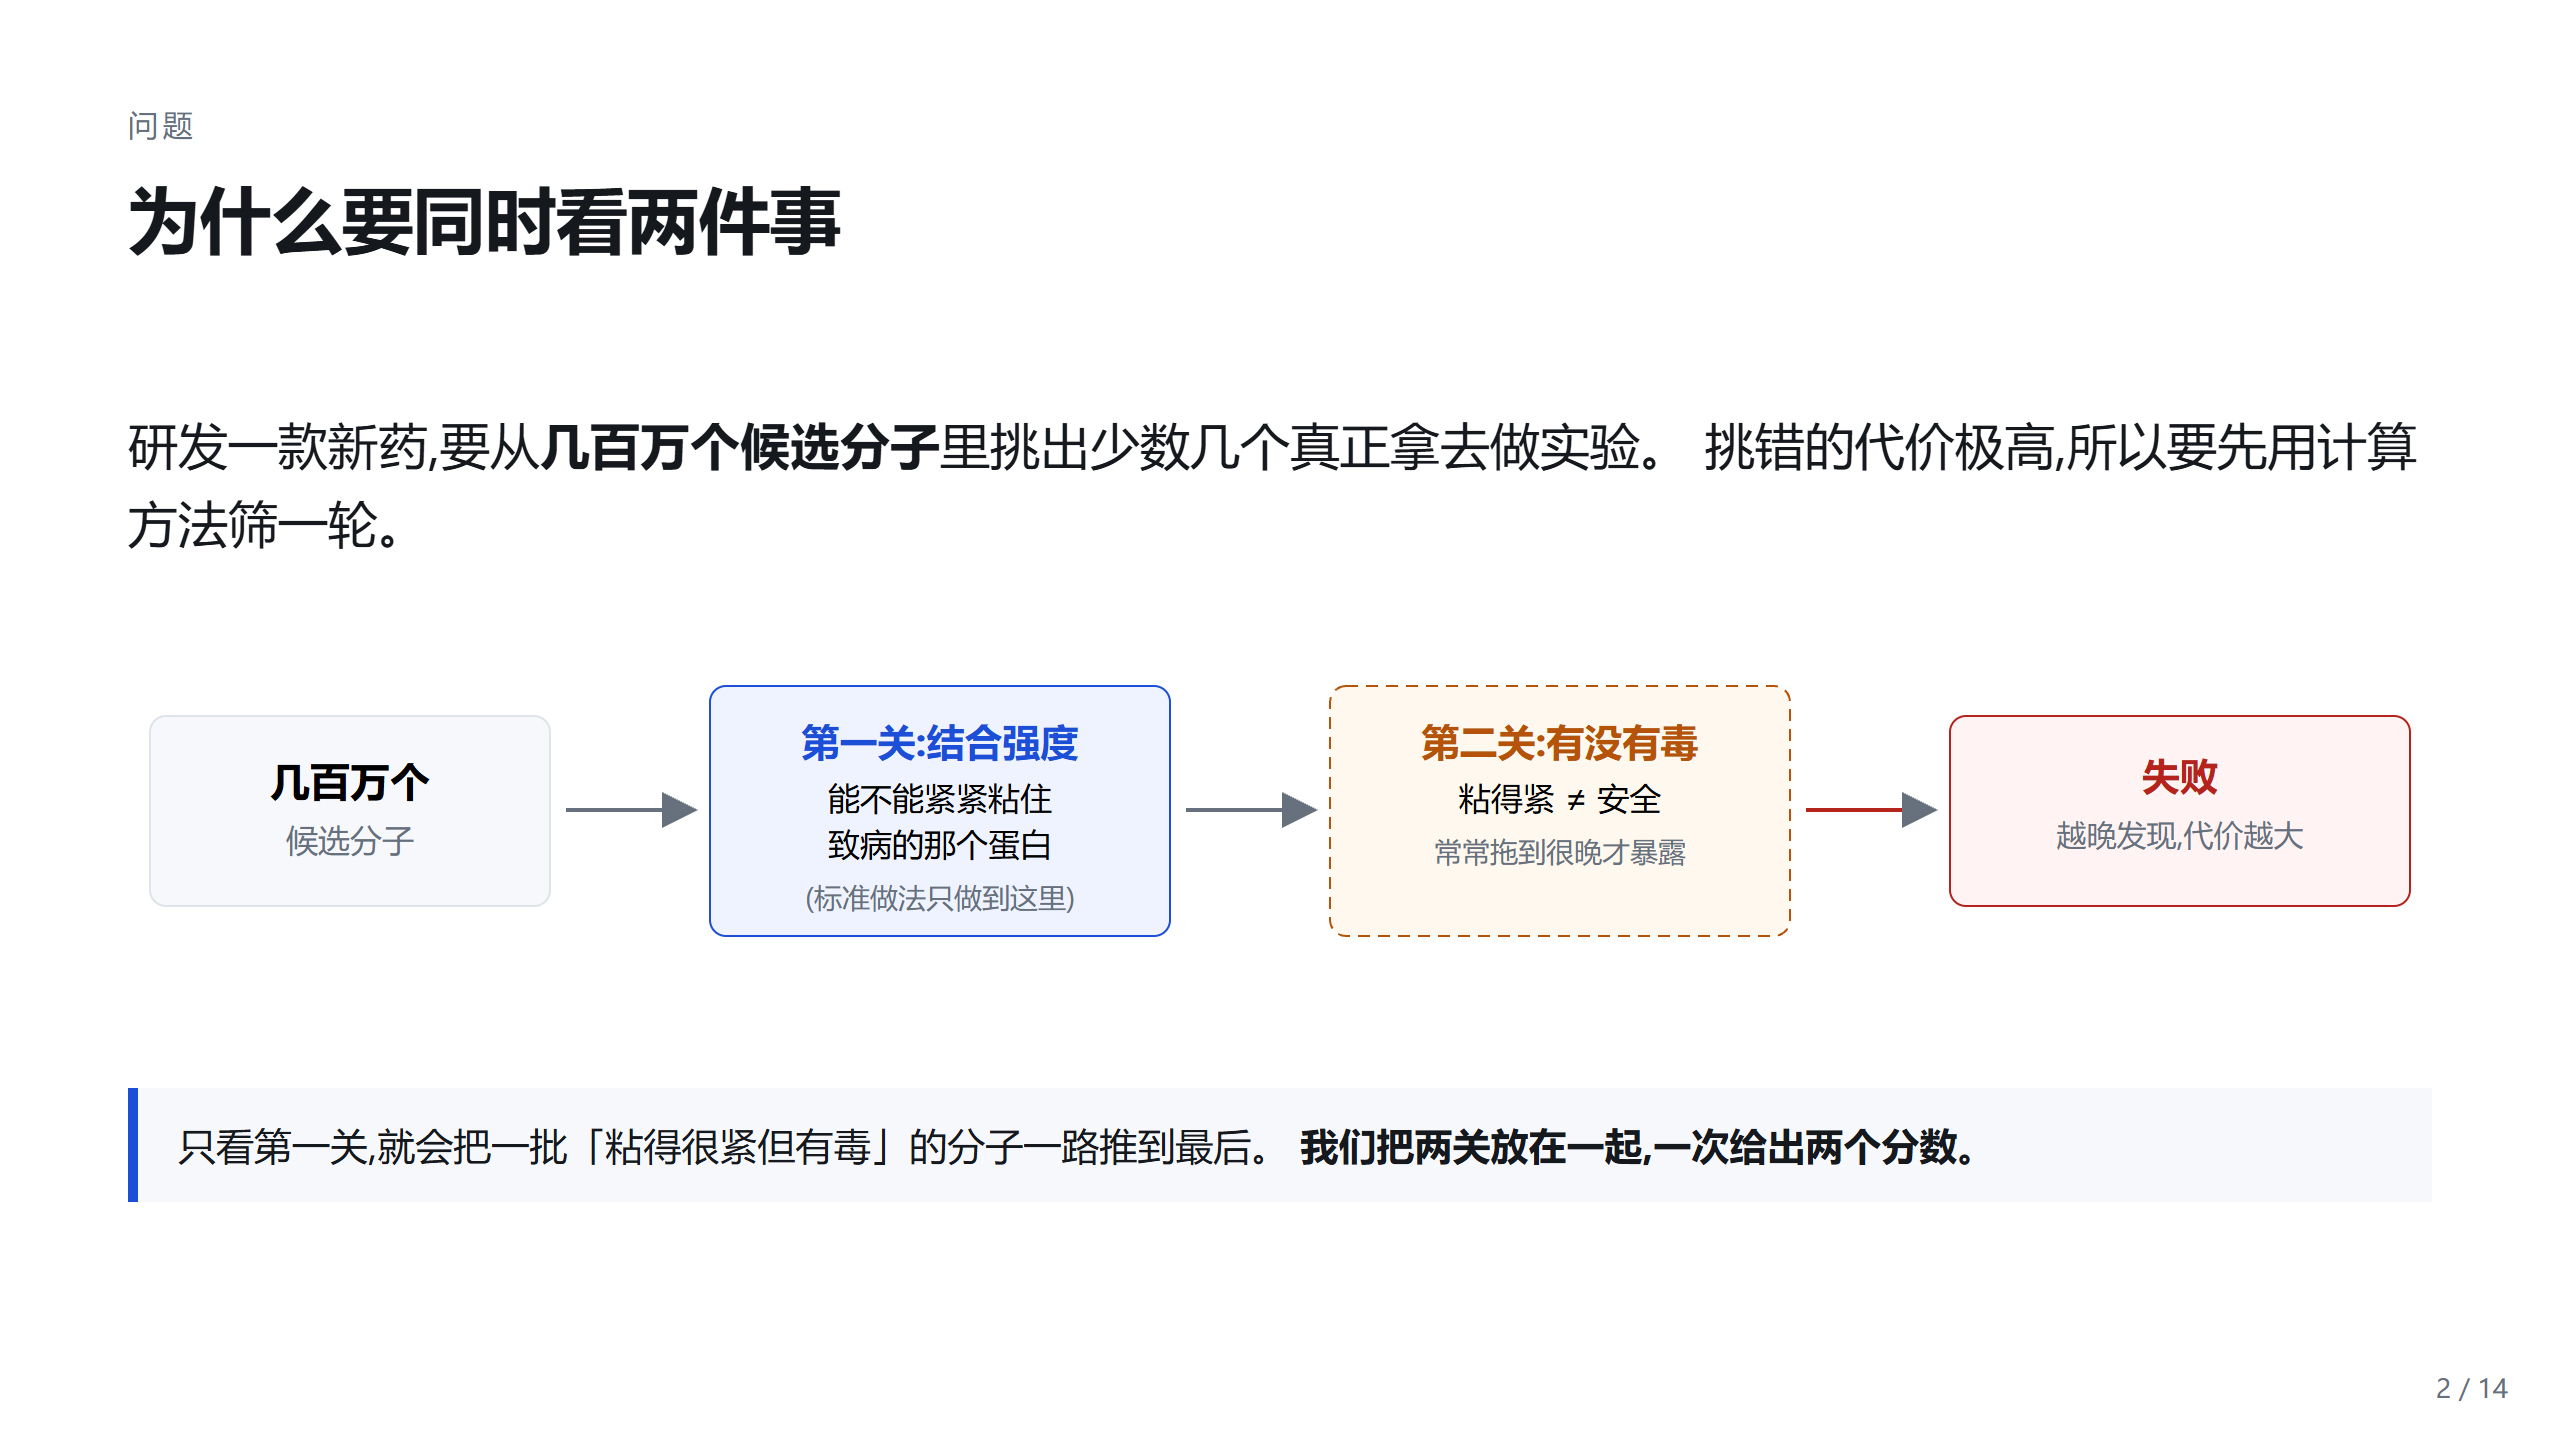 问题
为什么要同时看两件事
研发一款新药,要从几百万个候选分子里挑出少数几个真正拿去做实验。 挑错的代价极高,所以要先用计算
方法筛一轮。
几百万个
候选分子
第一关:结合强度
能不能紧紧粘住
致病的那个蛋白
(标准做法只做到这里)
第二关:有没有毒
粘得紧 ≠ 安全
常常拖到很晚才暴露
失败
越晚发现,代价越大
只看第一关,就会把一批「粘得很紧但有毒」的分子一路推到最后。 我们把两关放在一起,一次给出两个分数。
2 / 14